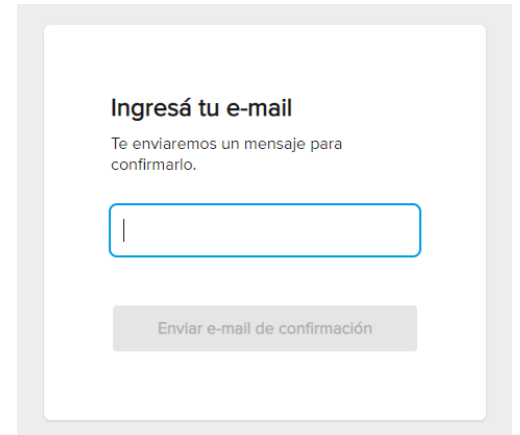 Ingresá tu e-mail
Te enviaremos un mensaje para
confirmarlo.
Enviar e-mail de confirmación